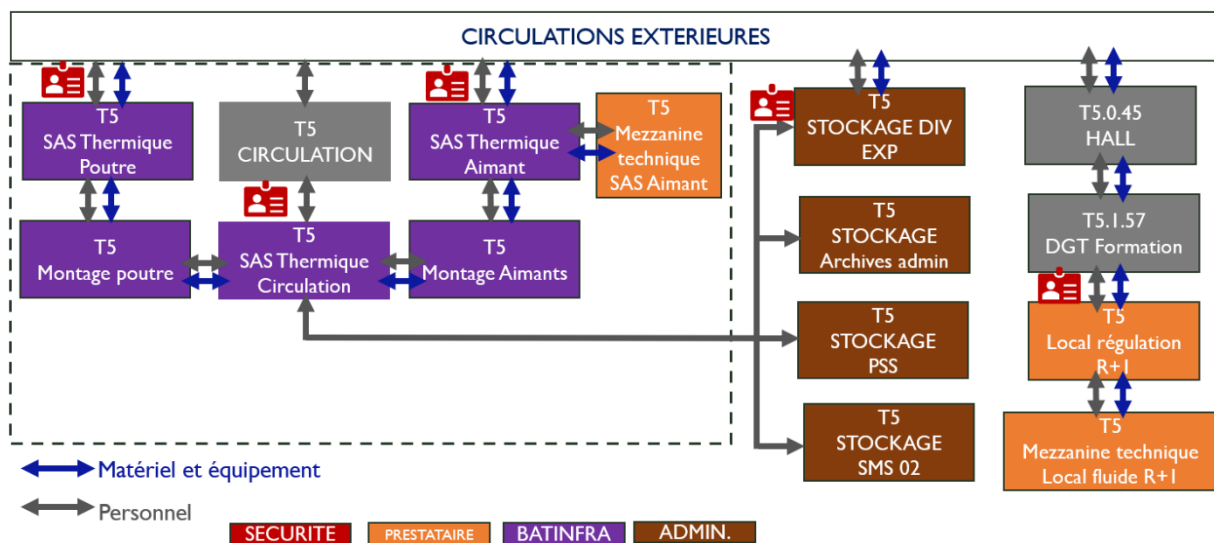 CIRCULATIONS EXTERIEURES
T5
SAS Thermique
Poutre
T5
CIRCULATION
T5
SAS Thermique
Aimant
T5
Mezzanine
technique
SAS Aimant
T5
STOCKAGE DIV
EXP
T5.0.45
HALL
T5
Montage poutre
T5
SAS Thermique
Circulation
T5
Montage Aimants
T5
STOCKAGE
Archives admin
T5.1.57
DGT Formation
T5
STOCKAGE
PSS
T5
Local régulation
R+1
T5
STOCKAGE
SMS 02
T5
Mezzanine technique
Local fluide R+1
Matériel et équipement
Personnel
SECURITE
PRESTATAIRE
BATINFRA
ADMIN.